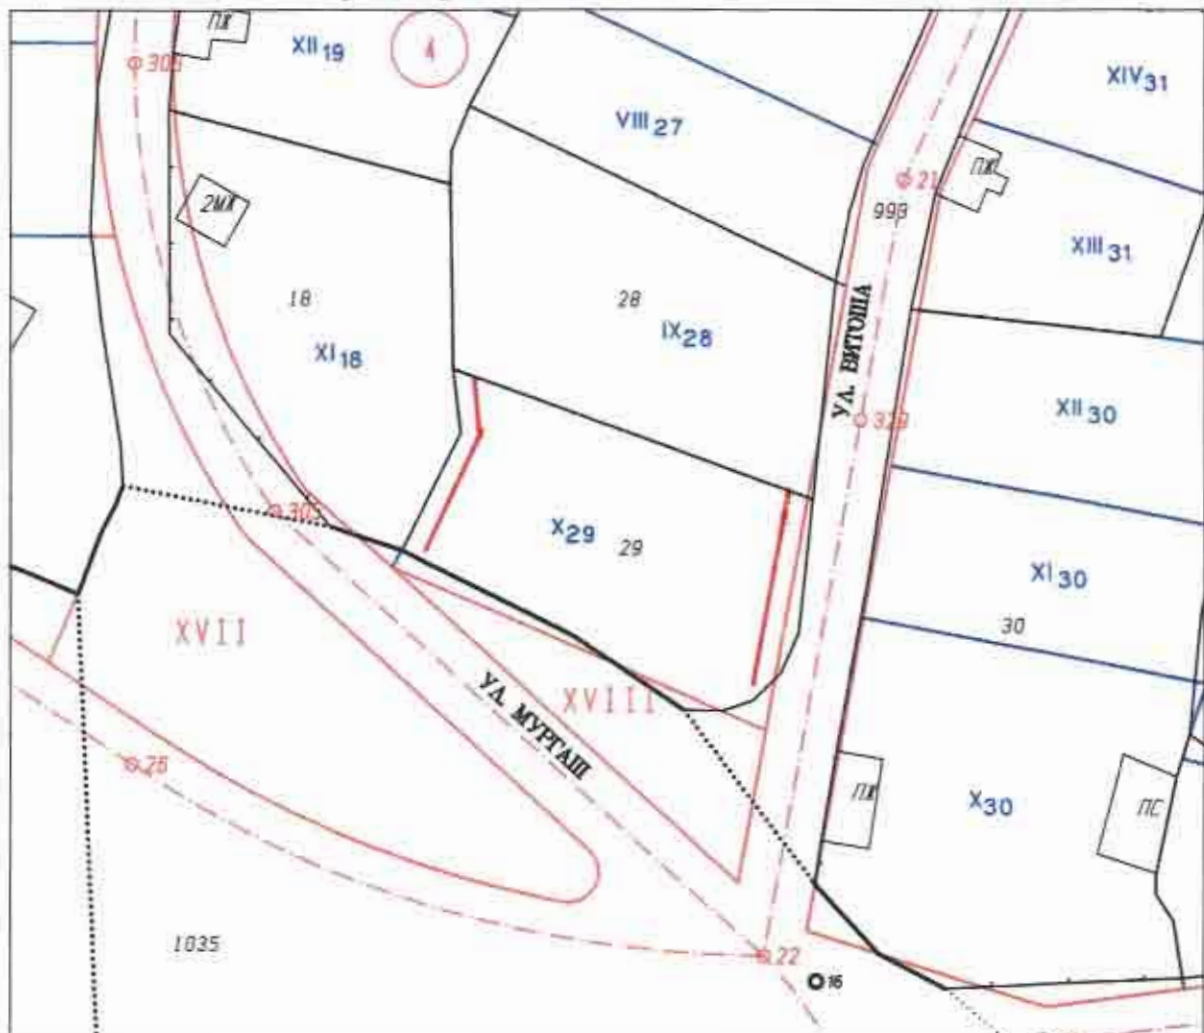 ПЖ
XII 19
4
VIII 27
XIV 31
2МЖ
21
993
ПЖ
XIII 31
18
28
IX 28
XI 18
УЛ. ВИТОША
329
XII 30
X 29
29
XI 30
30
XVII
XVIII
УЛ. МУРГАШ
ПЖ
X 30
ПС
1035
22
16